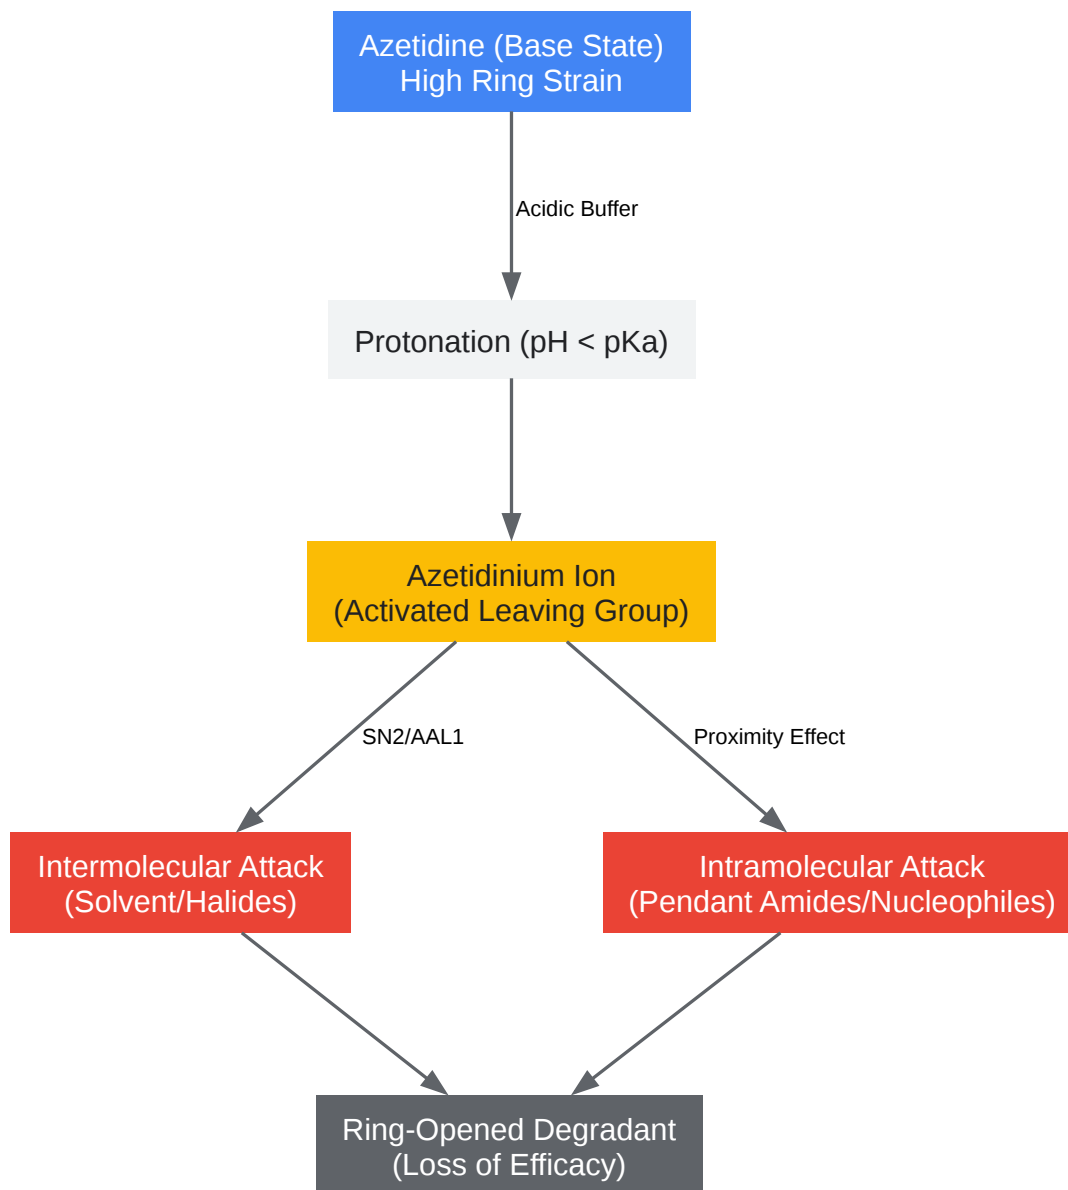 Azetidine (Base State)
High Ring Strain
Acidic Buffer
Protonation (pH < pKa)
Azetidinium Ion
(Activated Leaving Group)
SN2/AAL1
Proximity Effect
Intermolecular Attack
(Solvent/Halides)
Intramolecular Attack
(Pendant Amides/Nucleophiles)
Ring-Opened Degradant
(Loss of Efficacy)